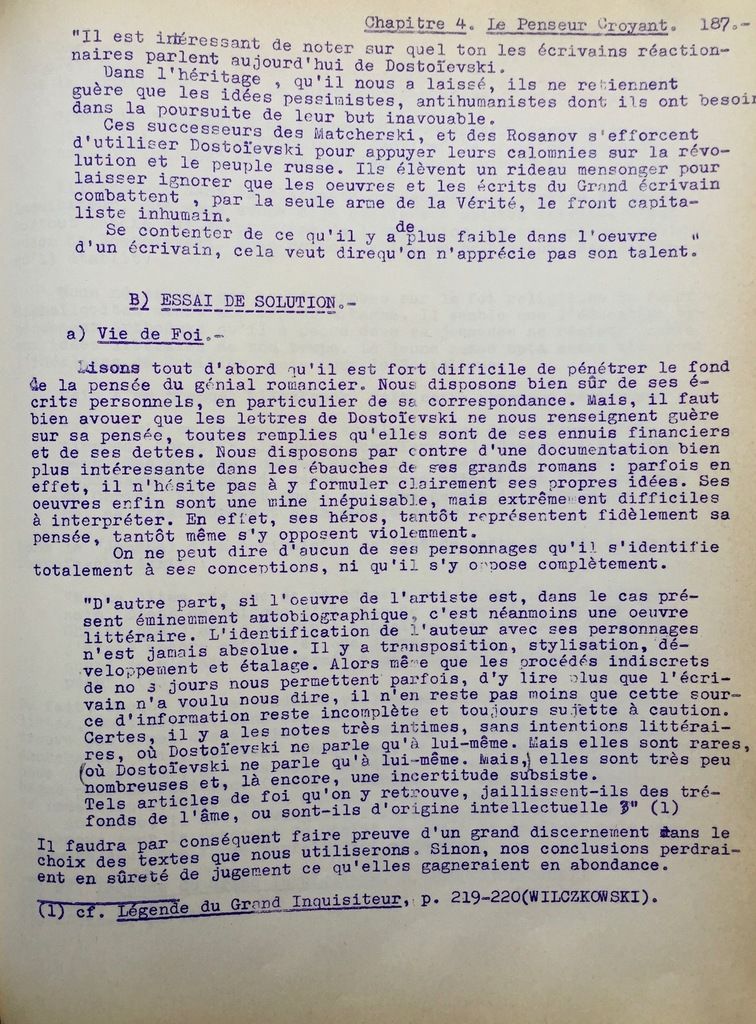 Chapitre 4. Le Penseur Croyant. 187.-
"Il est intéressant de noter sur quel ton les écrivains réaction-
naires parlent aujourd'hui de Dostoïevski.
Dans l'héritage , qu'il nous a laissé, ils ne retiennent
guère que les idées pessimistes, antihumanistes dont ils ont besoin
dans la poursuite de leur but inavouable.
Ces successeurs des Matcherski, et des Rosanov s'efforcent
d'utiliser Dostoïevski pour appuyer leurs calomnies sur la révo-
lution et le peuple russe. Ils élèvent un rideau mensonger pour
laisser ignorer que les oeuvres et les écrits du Grand écrivain
combattent , par la seule arme de la Vérité, le front capita-
liste inhumain.
Se contenter de ce qu'il y a de plus faible dans l'oeuvre "
d'un écrivain, cela veut direqu'on n'apprécie pas son talent.
B) ESSAI DE SOLUTION.-
a) Vie de Foi.-
Disons tout d'abord qu'il est fort difficile de pénétrer le fond
de la pensée du génial romancier. Nous disposons bien sûr de ses é-
crits personnels, en particulier de sa correspondance. Mais, il faut
bien avouer que les lettres de Dostoïevski ne nous renseignent guère
sur sa pensée, toutes remplies qu'elles sont de ses ennuis financiers
et de ses dettes. Nous disposons par contre d'une documentation bien
plus intéressante dans les ébauches de ses grands romans : parfois en
effet, il n'hésite pas à y formuler clairement ses propres idées. Ses
oeuvres enfin sont une mine inépuisable, mais extrêmement difficiles
à interpréter. En effet, ses héros, tantôt représentent fidèlement sa
pensée, tantôt même s'y opposent violemment.
On ne peut dire d'aucun de ses personnages qu'il s'identifie
totalement à ses conceptions, ni qu'il s'y oppose complètement.
"D'autre part, si l'oeuvre de l'artiste est, dans le cas pré-
sent éminemment autobiographique, c'est néanmoins une oeuvre
littéraire. L'identification de l'auteur avec ses personnages
n'est jamais absolue. Il y a transposition, stylisation, dé-
veloppement et étalage. Alors même que les procédés indiscrets
de nos jours nous permettent parfois, d'y lire plus que l'écri-
vain n'a voulu nous dire, il n'en reste pas moins que cette sour-
ce d'information reste incomplète et toujours sujette à caution.
Certes, il y a les notes très intimes, sans intentions littérai-
res, où Dostoïevski ne parle qu'à lui-même. Mais elles sont rares,
(où Dostoïevski ne parle qu'à lui-même. Mais,) elles sont très peu
nombreuses et, là encore, une incertitude subsiste.
Tels articles de foi qu'on y retrouve, jaillissent-ils des tré-
fonds de l'âme, ou sont-ils d'origine intellectuelle ?" (1)
Il faudra par conséquent faire preuve d'un grand discernement dans le
choix des textes que nous utiliserons. Sinon, nos conclusions perdrai-
ent en sûreté de jugement ce qu'elles gagneraient en abondance.
(1) cf. Légende du Grand Inquisiteur, p. 219-220(WILCZKOWSKI).